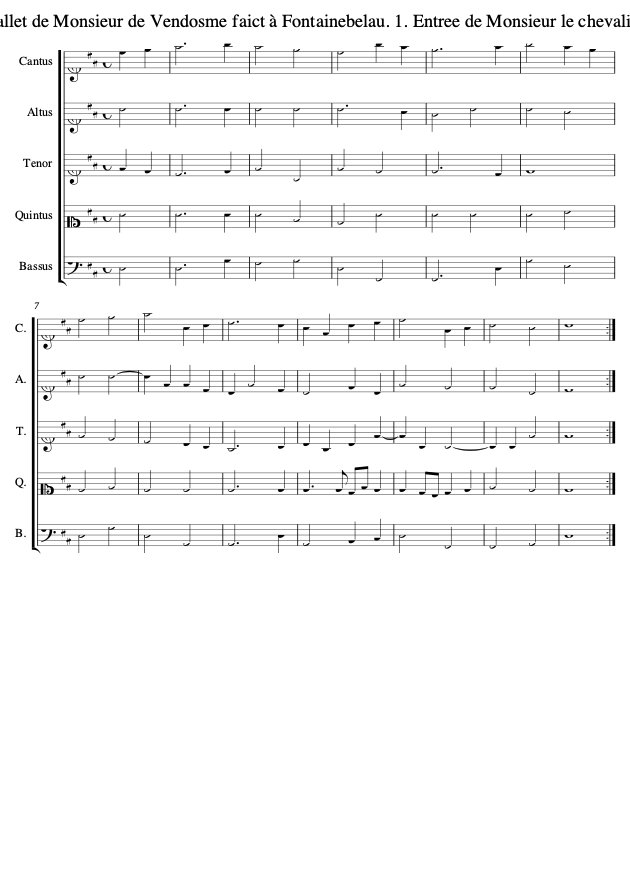 allet de Monsieur de Vendosme faict à Fontainebelau. 1. Entree de Monsieur le chevali
Cantus
Altus
Tenor
Quintus
Bassus
7
C.
A.
T.
Q.
B.